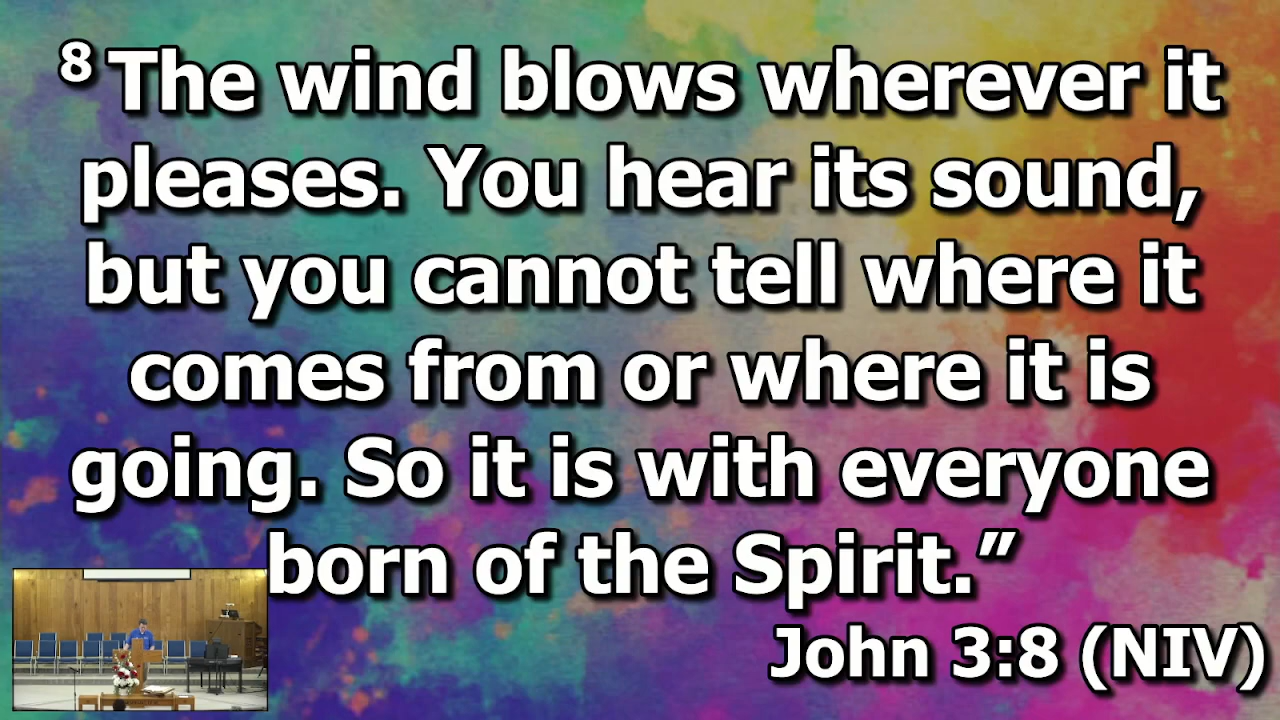 8 The wind blows wherever it
pleases. You hear its sound,
but you cannot tell where it
comes from or where it is
going. So it is with everyone
born of the Spirit.”
John 3:8 (NIV)